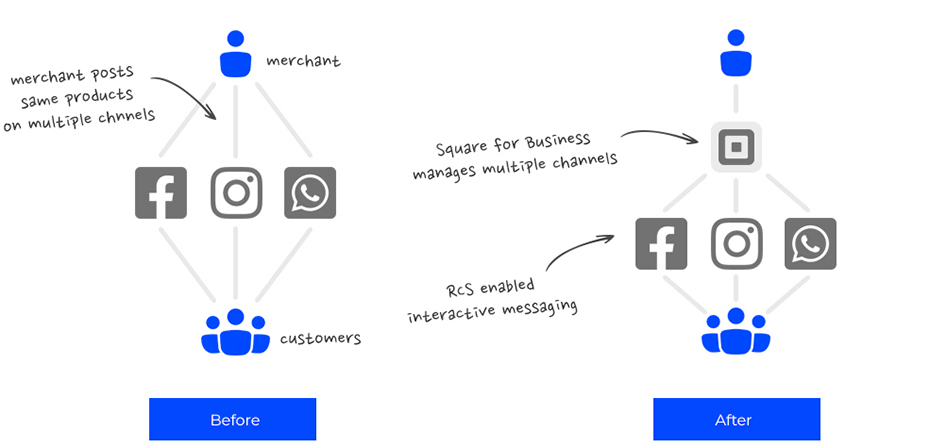 merchant
merchant posts
same products
on multiple chnnels
customers
Before
Square for Business
manages multiple channels
RCS enabled
interactive messaging
After